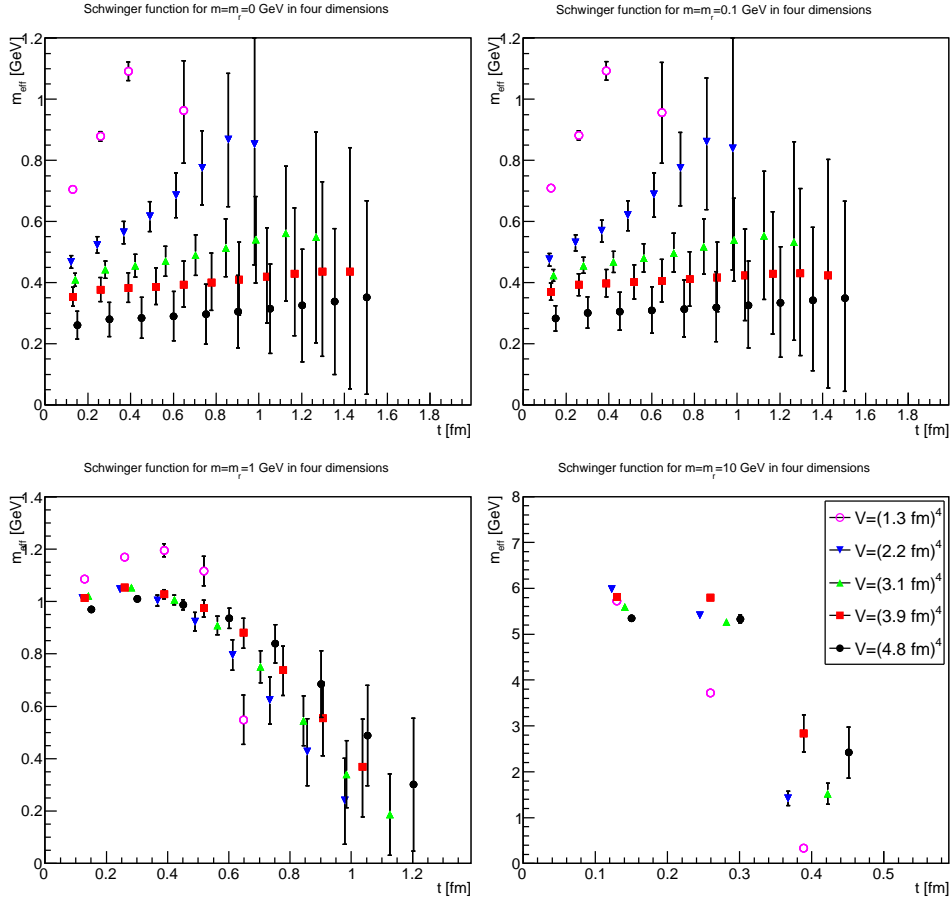 Schwinger function for m=m_r=0 GeV in four dimensions
m_eff [GeV]
1.2
1
0.8
0.6
0.4
0.2
0
0.2 0.4 0.6 0.8 1 1.2 1.4 1.6 1.8
t [fm]
Schwinger function for m=m_r=0.1 GeV in four dimensions
m_eff [GeV]
1.2
1
0.8
0.6
0.4
0.2
0
0.2 0.4 0.6 0.8 1 1.2 1.4 1.6 1.8
t [fm]
Schwinger function for m=m_r=1 GeV in four dimensions
m_eff [GeV]
1.4
1.2
1
0.8
0.6
0.4
0.2
0
0 0.2 0.4 0.6 0.8 1 1.2
t [fm]
Schwinger function for m=m_r=10 GeV in four dimensions
m_eff [GeV]
8
7
6
5
4
3
2
1
0
0 0.1 0.2 0.3 0.4 0.5
t [fm]
V=(1.3 fm)^4
V=(2.2 fm)^4
V=(3.1 fm)^4
V=(3.9 fm)^4
V=(4.8 fm)^4